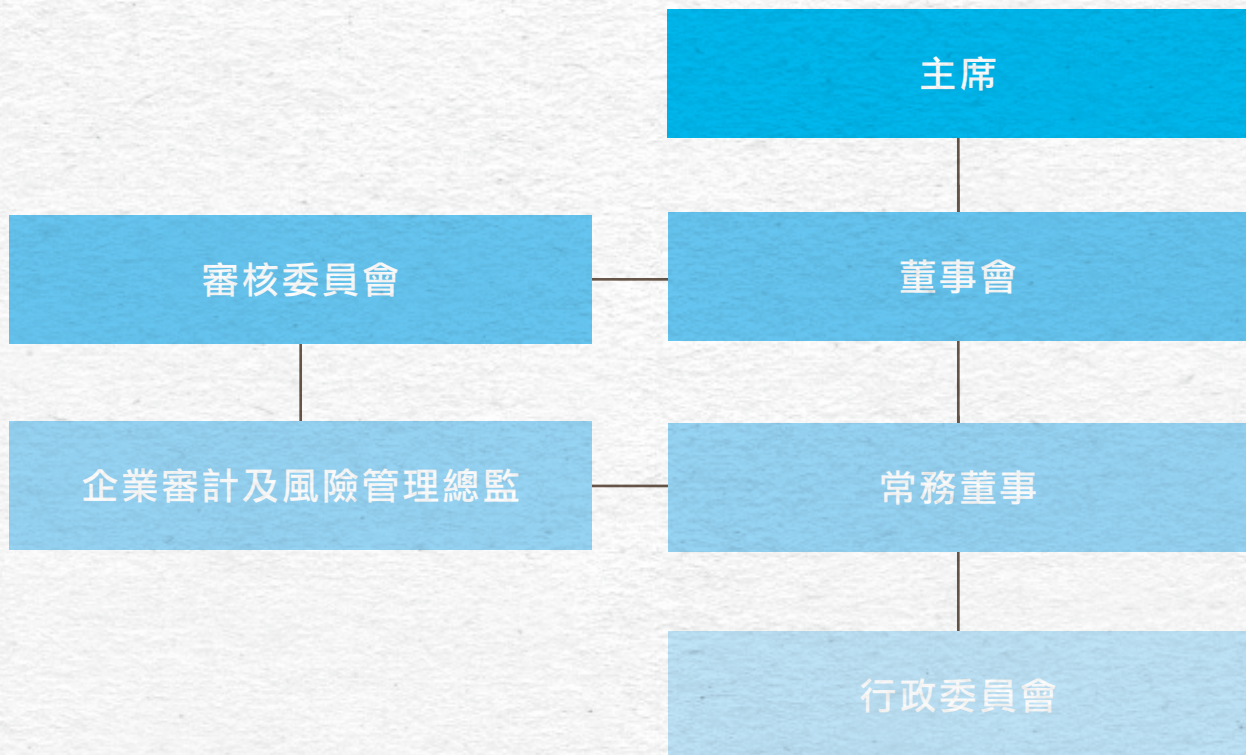 主席
審核委員會
董事會
企業審計及風險管理總監
常務董事
行政委員會